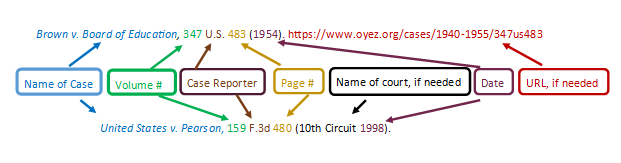 Brown v. Board of Education, 347 U.S. 483 (1954). https://www.oyez.org/cases/1940-1955/347us483
Name of Case Volume # Case Reporter Page # Name of court, if needed Date URL, if needed
United States v. Pearson, 159 F.3d 480 (10th Circuit 1998).